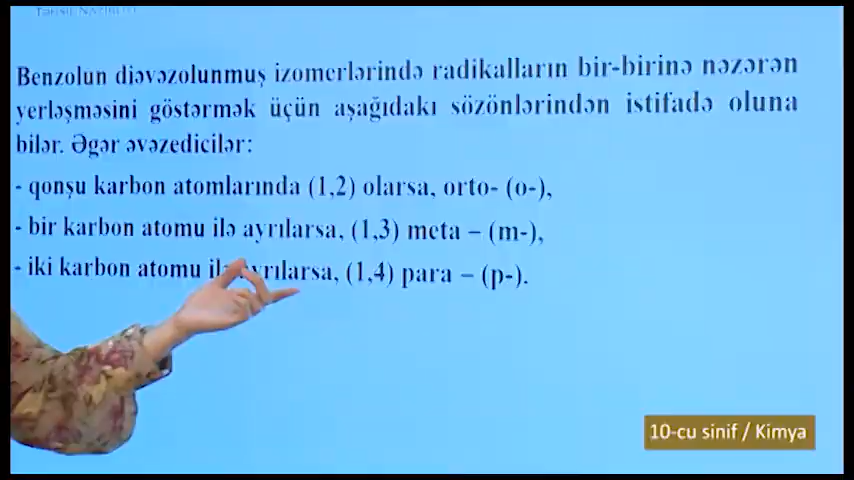 Benzolun diəvəzolunmuş izomerlərində radikalların bir-birinə nəzərən
yerləşməsini göstərmək üçün aşağıdakı sözönlərindən istifadə oluna
bilər. Əgər əvəzedicilər:
- qonşu karbon atomlarında (1,2) olarsa, orto- (o-),
- bir karbon atomu ilə ayrılarsa, (1,3) meta – (m-),
- iki karbon atomu ayrılarsa, (1,4) para – (p-).
10-cu sinif / Kimya